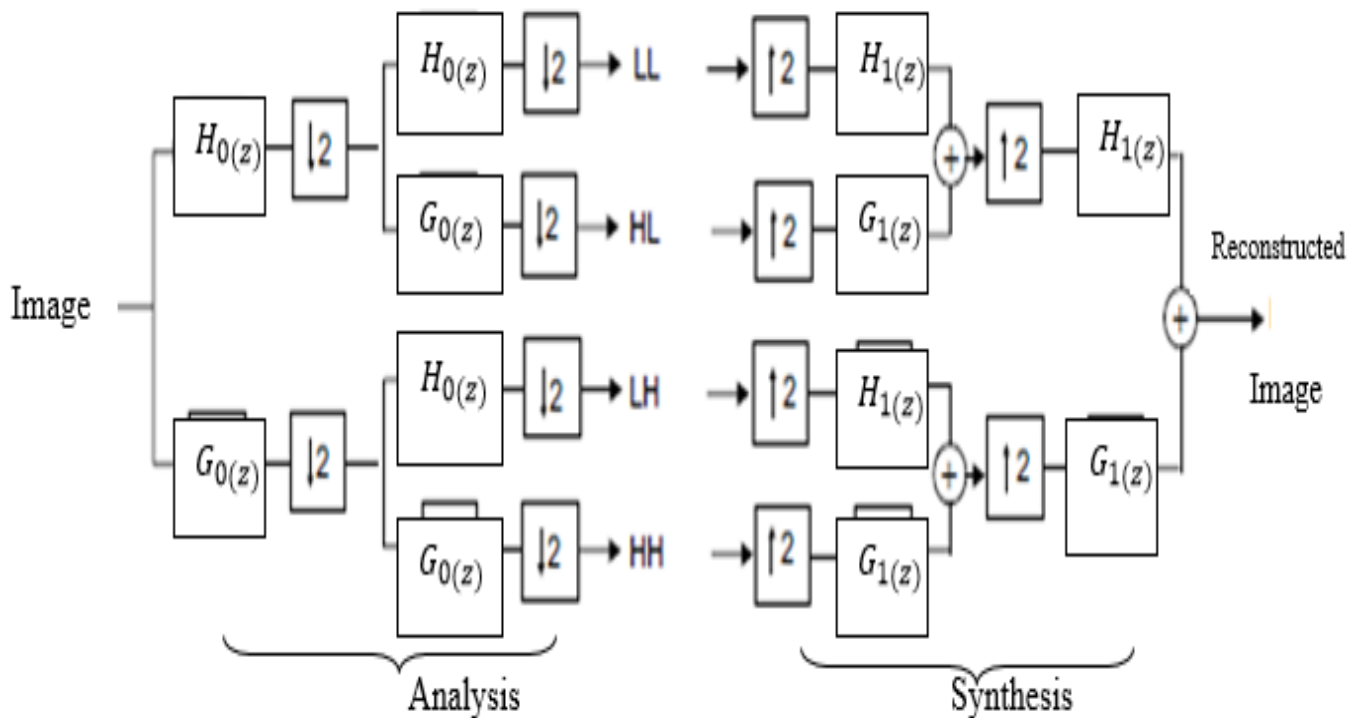 H0(z) ↓2 LL ↑2 H1(z)
H0(z) ↓2 + ↑2 H1(z)
G0(z) ↓2 HL ↑2 G1(z)
Reconstructed
Image +
H0(z) ↓2 LH ↑2 H1(z)
Image
G0(z) ↓2 + ↑2 G1(z)
G0(z) ↓2 HH ↑2 G1(z)
Analysis Synthesis